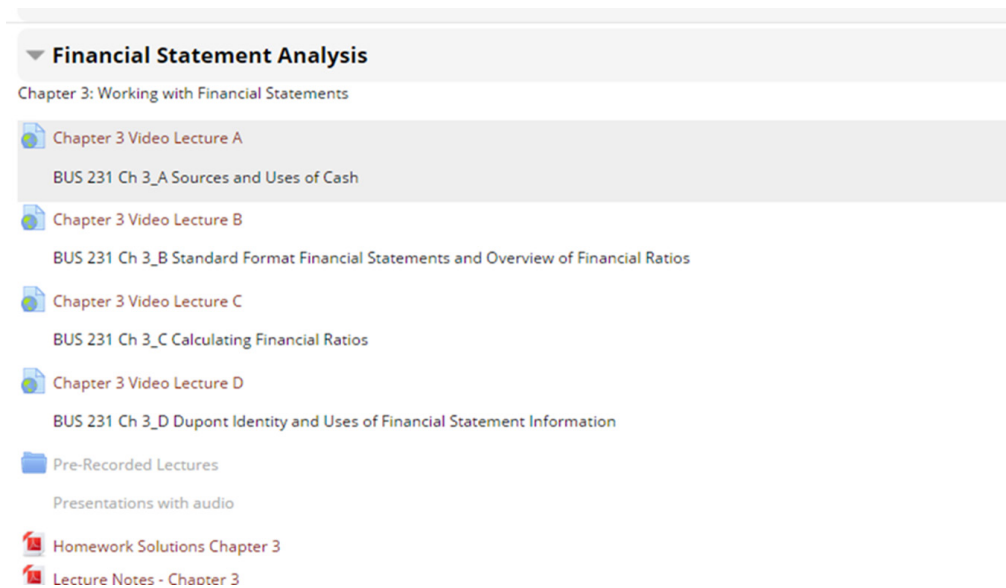 Financial Statement Analysis
Chapter 3: Working with Financial Statements
Chapter 3 Video Lecture A
BUS 231 Ch 3_A Sources and Uses of Cash
Chapter 3 Video Lecture B
BUS 231 Ch 3_B Standard Format Financial Statements and Overview of Financial Ratios
Chapter 3 Video Lecture C
BUS 231 Ch 3_C Calculating Financial Ratios
Chapter 3 Video Lecture D
BUS 231 Ch 3_D Dupont Identity and Uses of Financial Statement Information
Pre-Recorded Lectures
Presentations with audio
Homework Solutions Chapter 3
Lecture Notes - Chapter 3